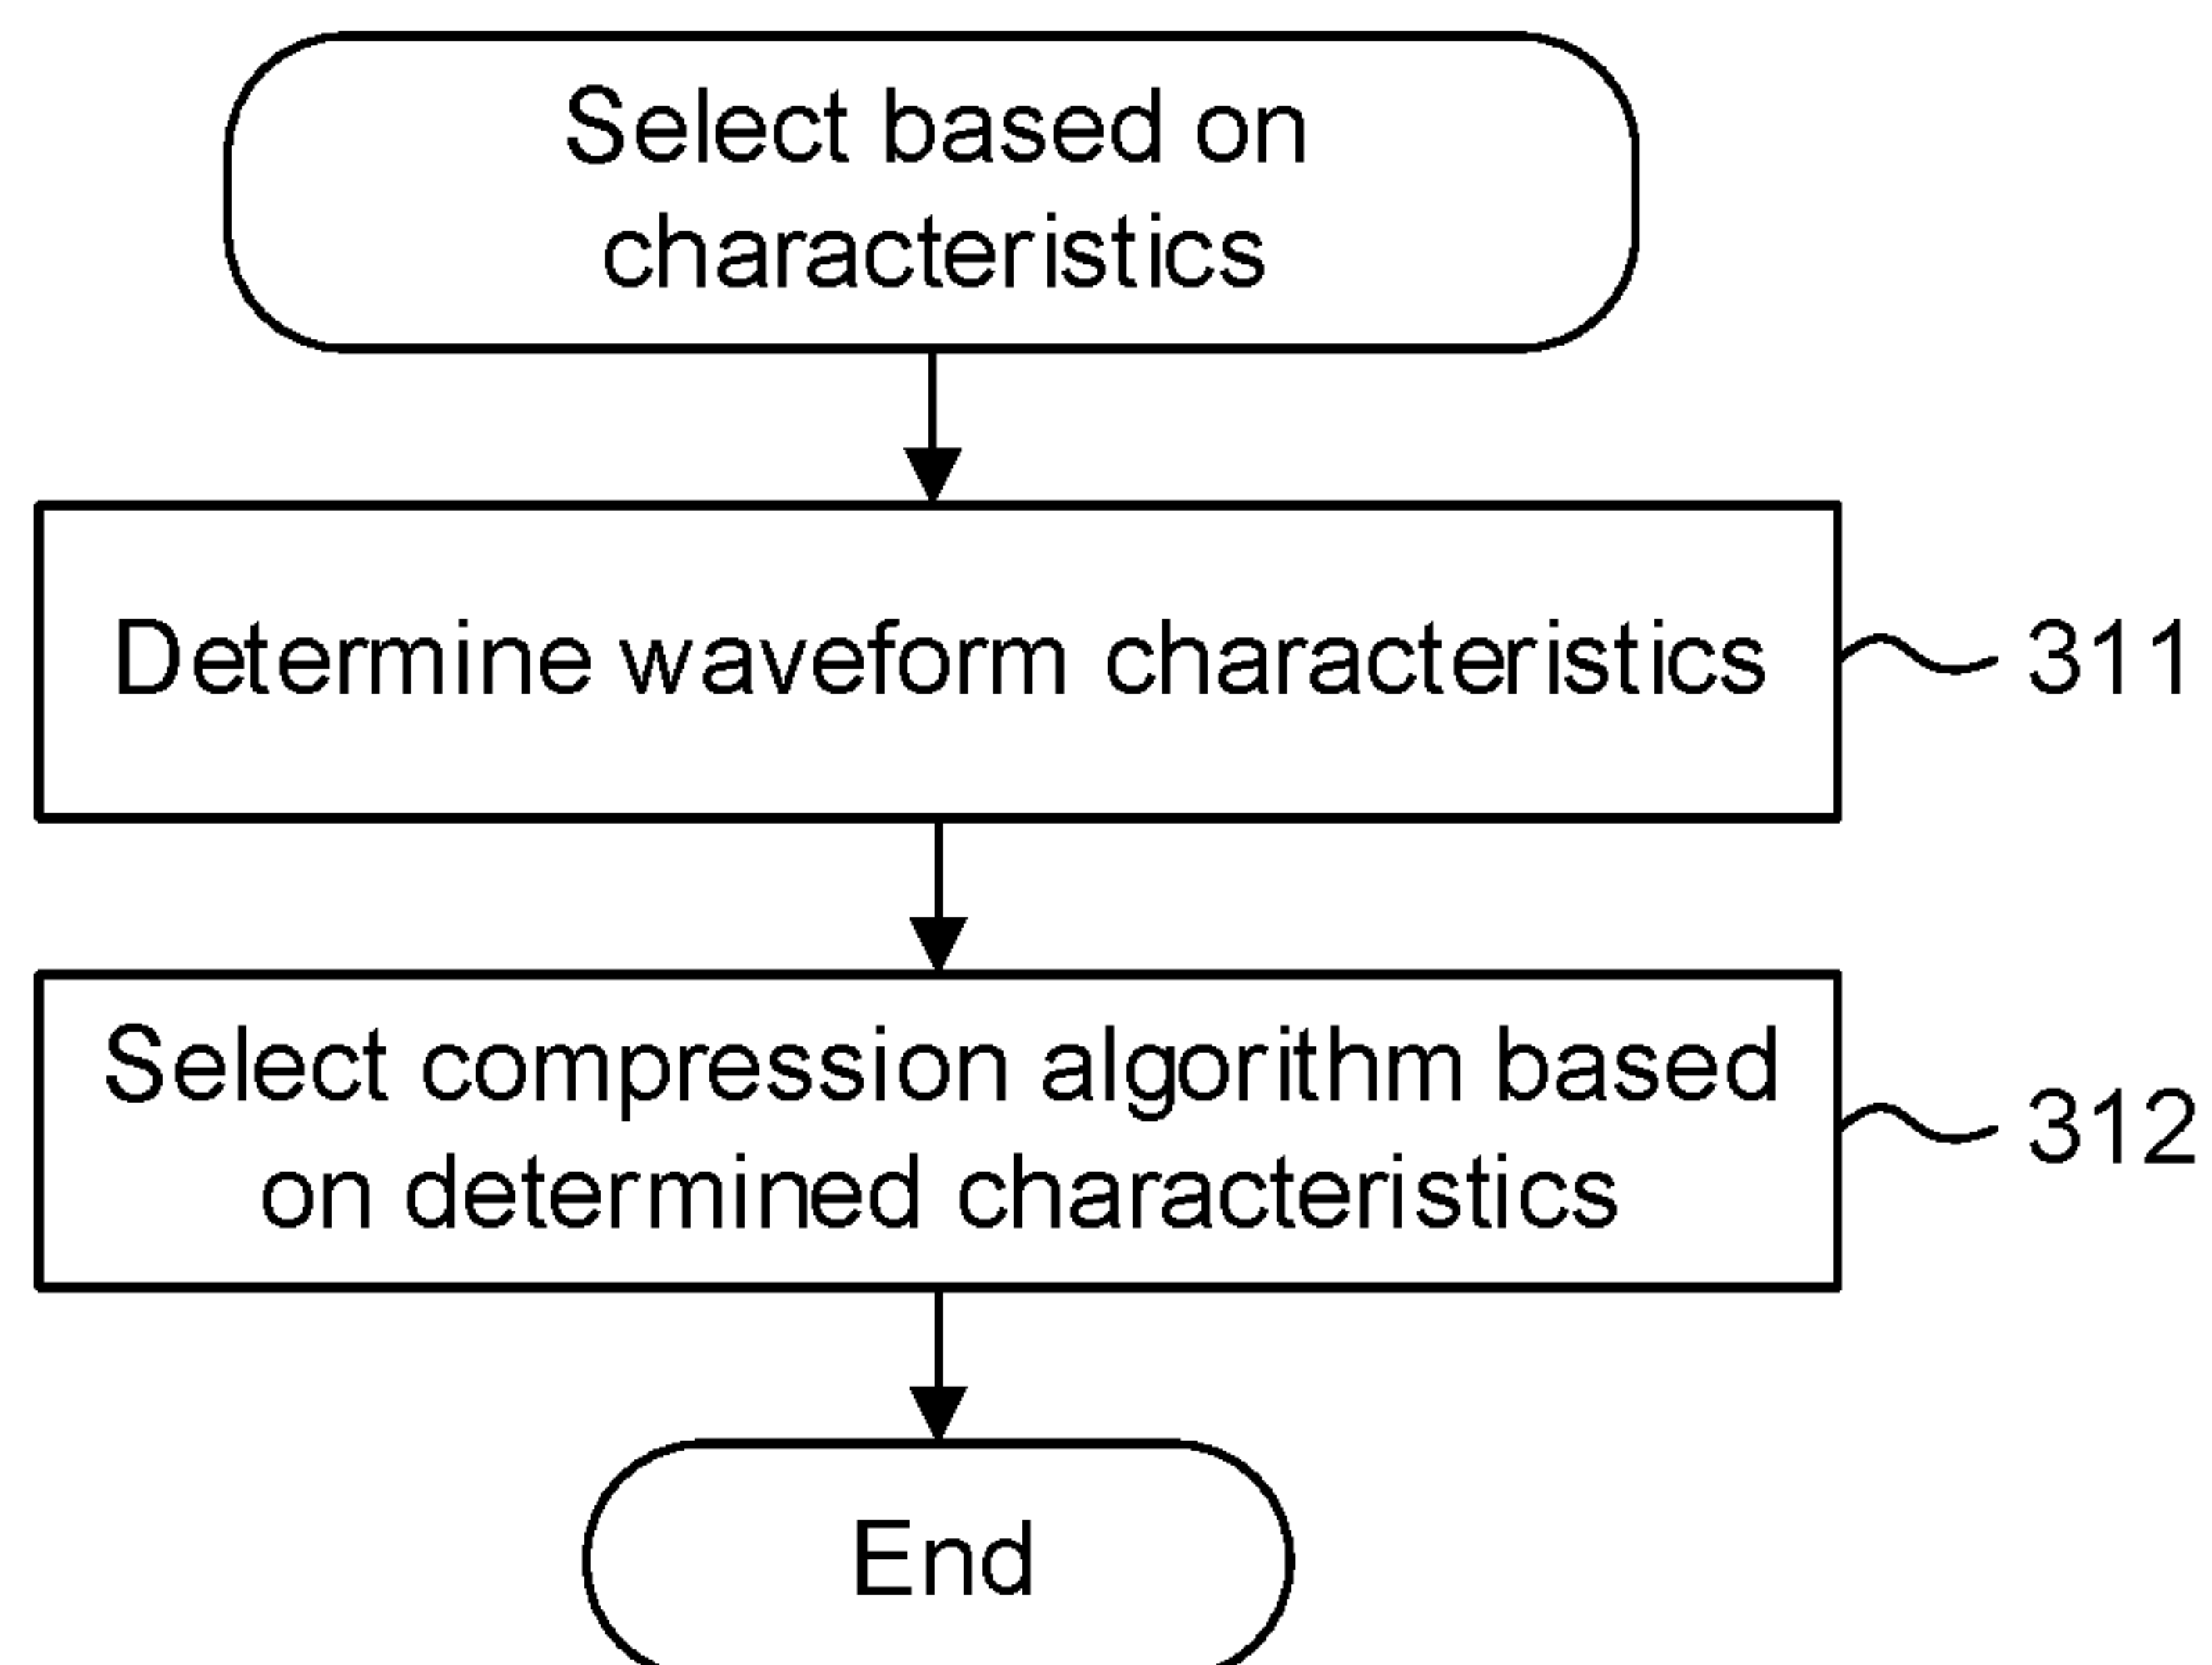 Select based on
characteristics
Determine waveform characteristics
311
Select compression algorithm based
on determined characteristics
312
End